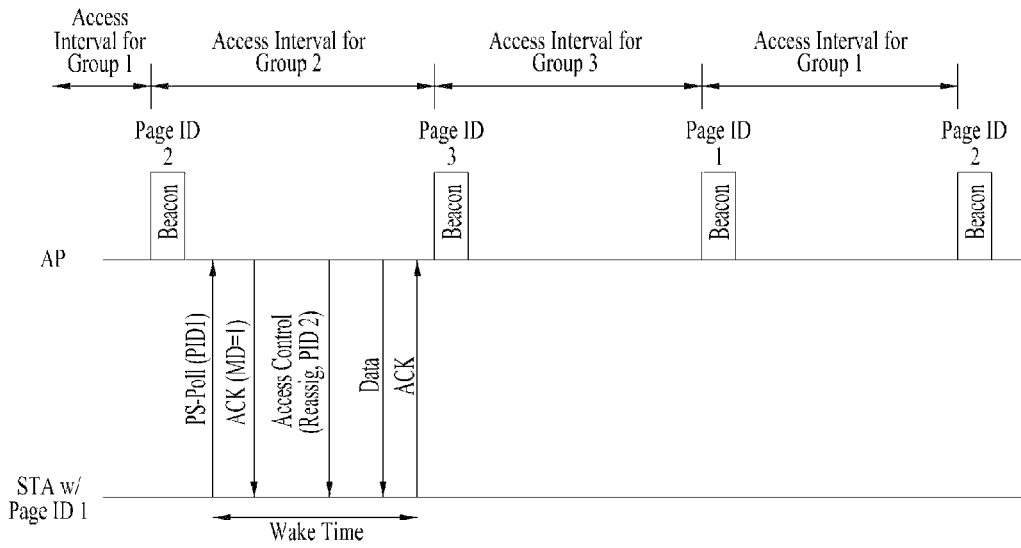 Access
Interval for
Group 1
Access Interval for
Group 2
Access Interval for
Group 3
Access Interval for
Group 1
Page ID
2
Page ID
3
Page ID
1
Page ID
2
Beacon
Beacon
Beacon
Beacon
AP
PS-Poll (PID1)
ACK (MD=1)
Access Control
(Reassig, PID 2)
Data
ACK
STA w/
Page ID 1
Wake Time